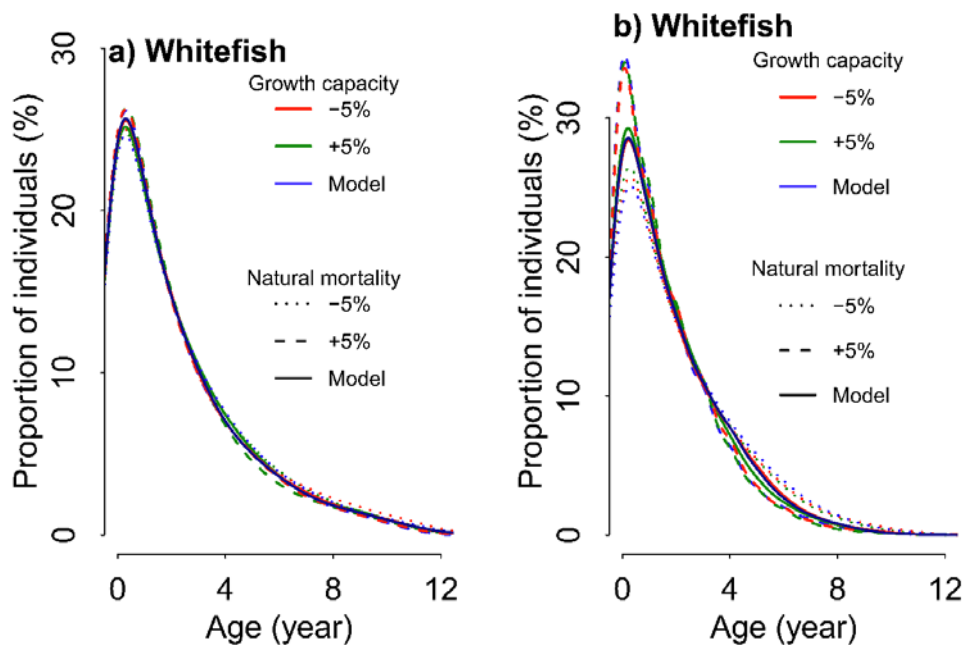 a) Whitefish
Growth capacity
−5%
+5%
Model
Natural mortality
−5%
+5%
Model
Proportion of individuals (%)
0
10
20
30
0 4 8 12
Age (year)
b) Whitefish
Growth capacity
−5%
+5%
Model
Natural mortality
−5%
+5%
Model
Proportion of individuals (%)
0
10
20
30
0 4 8 12
Age (year)